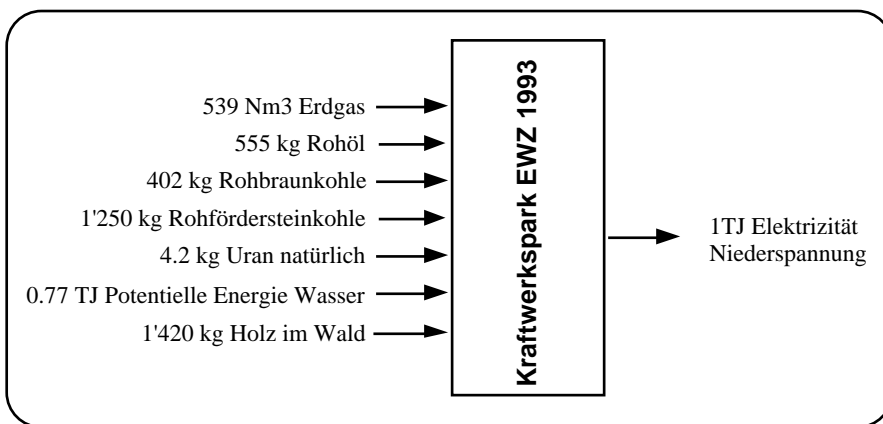 539 Nm3 Erdgas
555 kg Rohöl
402 kg Rohbraunkohle
1'250 kg Rohfördersteinkohle
4.2 kg Uran natürlich
0.77 TJ Potentielle Energie Wasser
1'420 kg Holz im Wald
Kraftwerkspark EWZ 1993
1TJ Elektrizität
Niederspannung